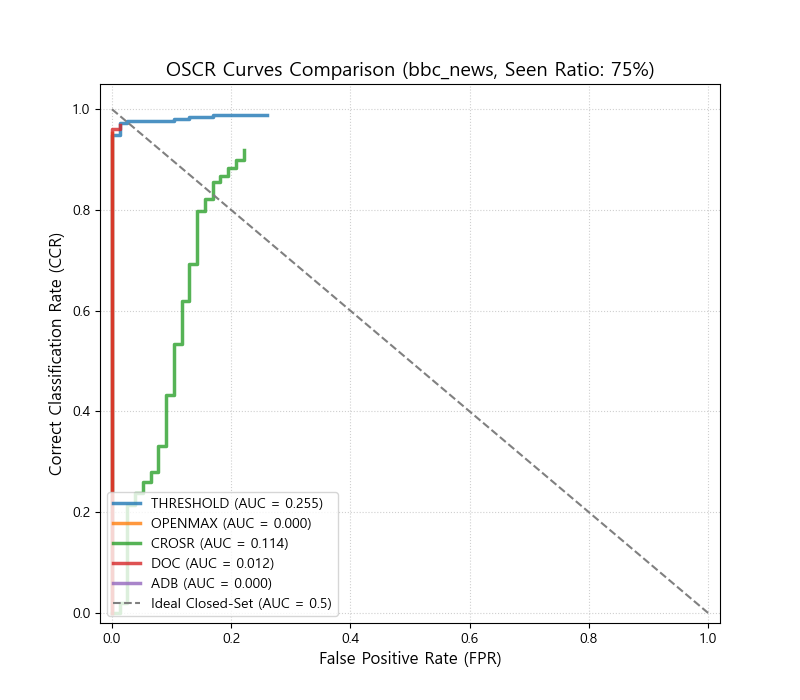 OSCR Curves Comparison (bbc_news, Seen Ratio: 75%)
Correct Classification Rate (CCR)
1.0
0.8
0.6
0.4
0.2
0.0
THRESHOLD (AUC = 0.255)
OPENMAX (AUC = 0.000)
CROSR (AUC = 0.114)
DOC (AUC = 0.012)
ADB (AUC = 0.000)
Ideal Closed-Set (AUC = 0.5)
0.0 0.2 0.4 0.6 0.8 1.0
False Positive Rate (FPR)